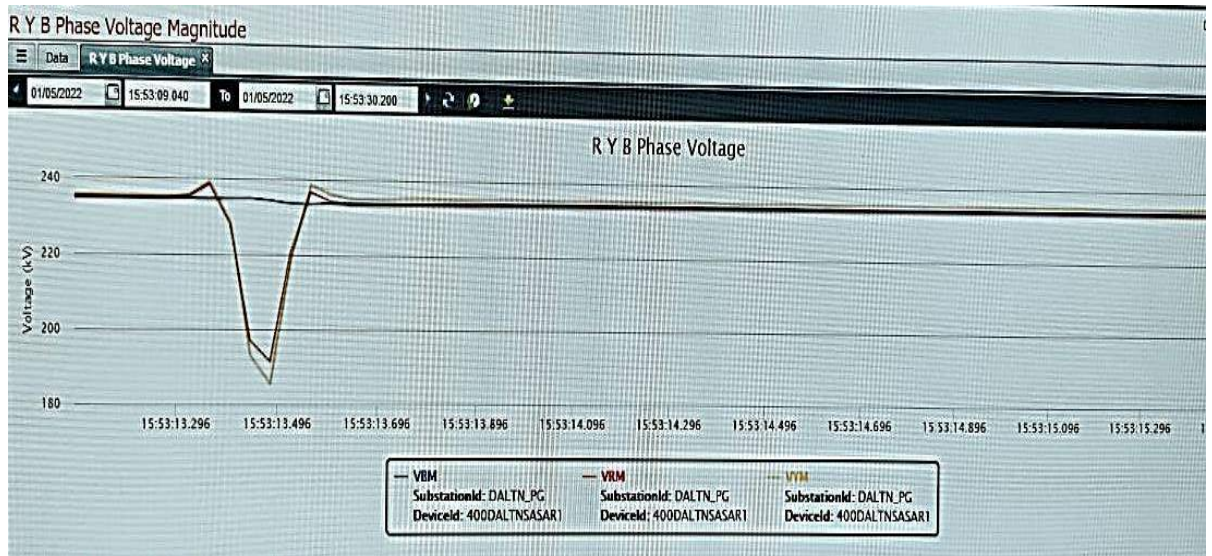 R Y B Phase Voltage Magnitude
Data R Y B Phase Voltage ×
01/05/2022 15:53:09.040 To 01/05/2022 15:53:30.200
R Y B Phase Voltage
240
220
200
180
Voltage (kV)
15:53:13.296 15:53:13.496 15:53:13.696 15:53:13.896 15:53:14.096 15:53:14.296 15:53:14.496 15:53:14.696 15:53:14.896 15:53:15.096 15:53:15.296
VBM VRM VYM
SubstationId: DALTN_PG SubstationId: DALTN_PG SubstationId: DALTN_PG
DeviceId: 400DALTNSASAR1 DeviceId: 400DALTNSASAR1 DeviceId: 400DALTNSASAR1